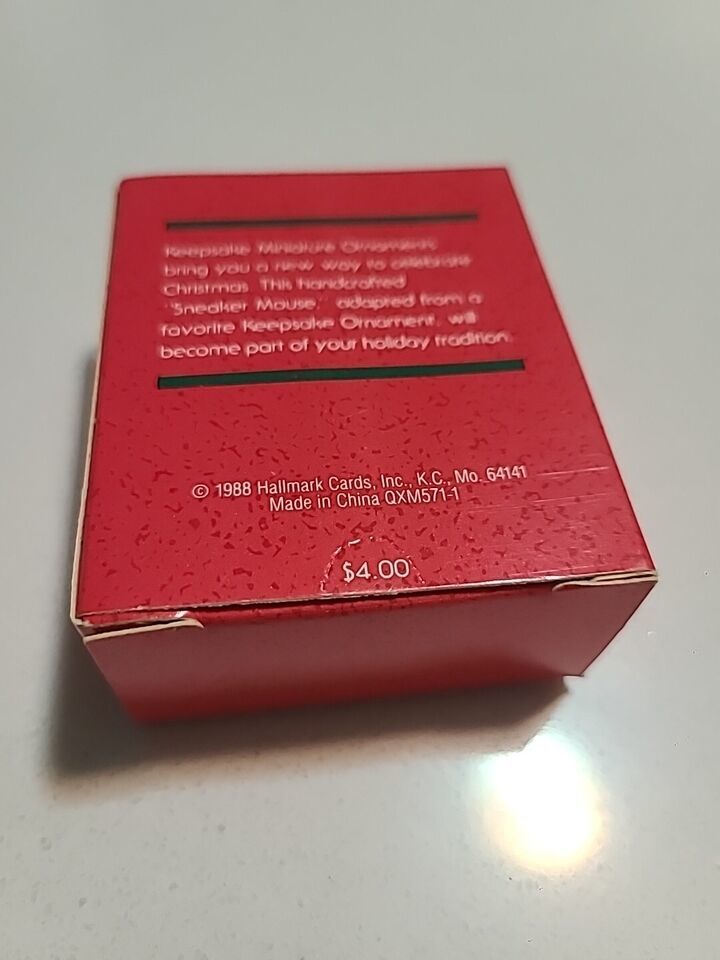 Keepsake Miniature Ornaments
bring you a new way to celebrate
Christmas. This handcrafted
"Sneaker Mouse," adapted from a
favorite Keepsake Ornament, will
become part of your holiday tradition.
© 1988 Hallmark Cards, Inc., K.C., Mo. 64141
Made in China QXM571-1
$4.00